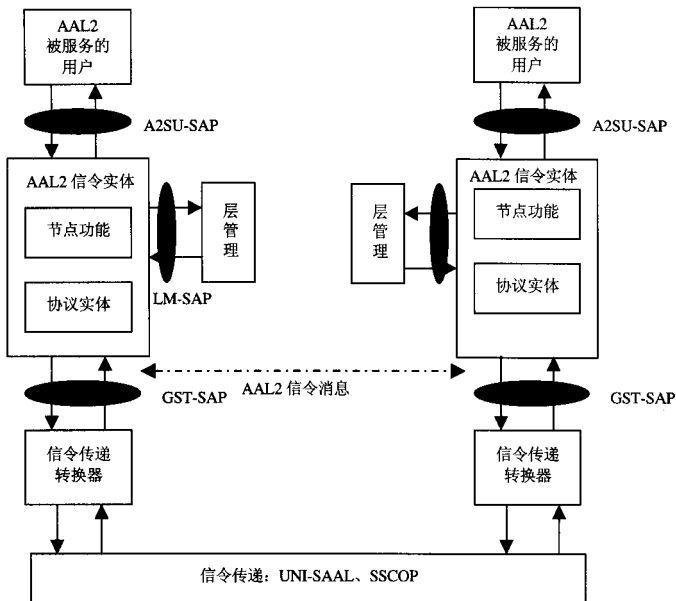 AAL2
被服务的
用户
A2SU-SAP
AAL2 信令实体
节点功能
协议实体
层
管
理
LM-SAP
GST-SAP
信令传递
转换器
AAL2
被服务的
用户
A2SU-SAP
AAL2 信令实体
节点功能
协议实体
层
管
理
AAL2 信令消息
GST-SAP
信令传递
转换器
信令传递：UNI-SAAL、SSCOP